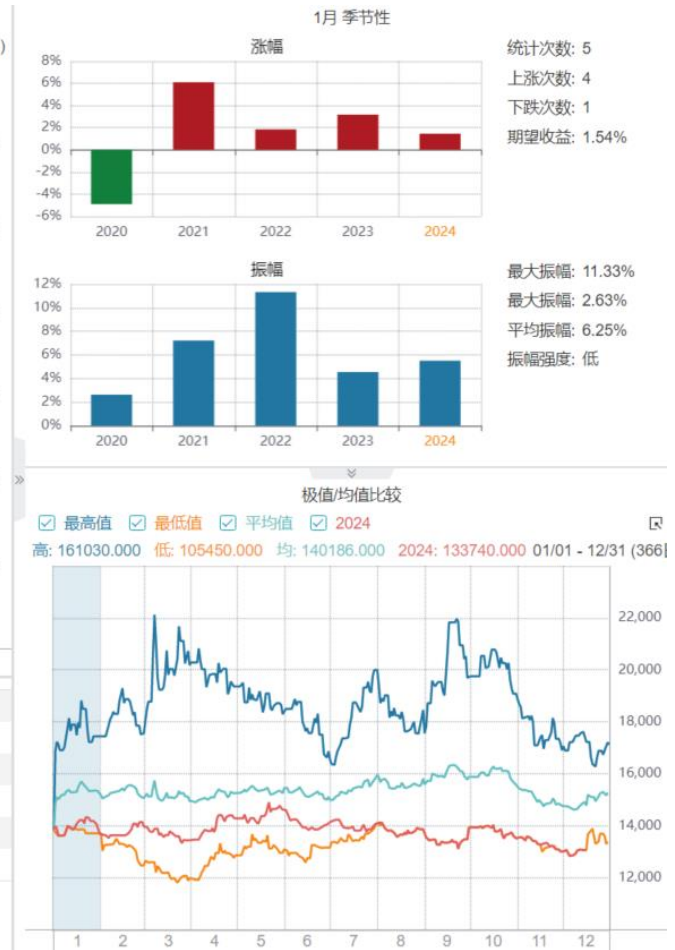 1月 季节性
)
涨幅
8%
6%
4%
2%
0%
-2%
-4%
-6%
2020 2021 2022 2023 2024
统计次数: 5
上涨次数: 4
下跌次数: 1
期望收益: 1.54%
振幅
12%
10%
8%
6%
4%
2%
0%
2020 2021 2022 2023 2024
最大振幅: 11.33%
最大振幅: 2.63%
平均振幅: 6.25%
振幅强度: 低
极值/均值比较
最高值 最低值 平均值 2024
高: 161030.000 低: 105450.000 均: 140186.000 2024: 133740.000 01/01 - 12/31 (366
22,000
20,000
18,000
16,000
14,000
12,000
1 2 3 4 5 6 7 8 9 10 11 12